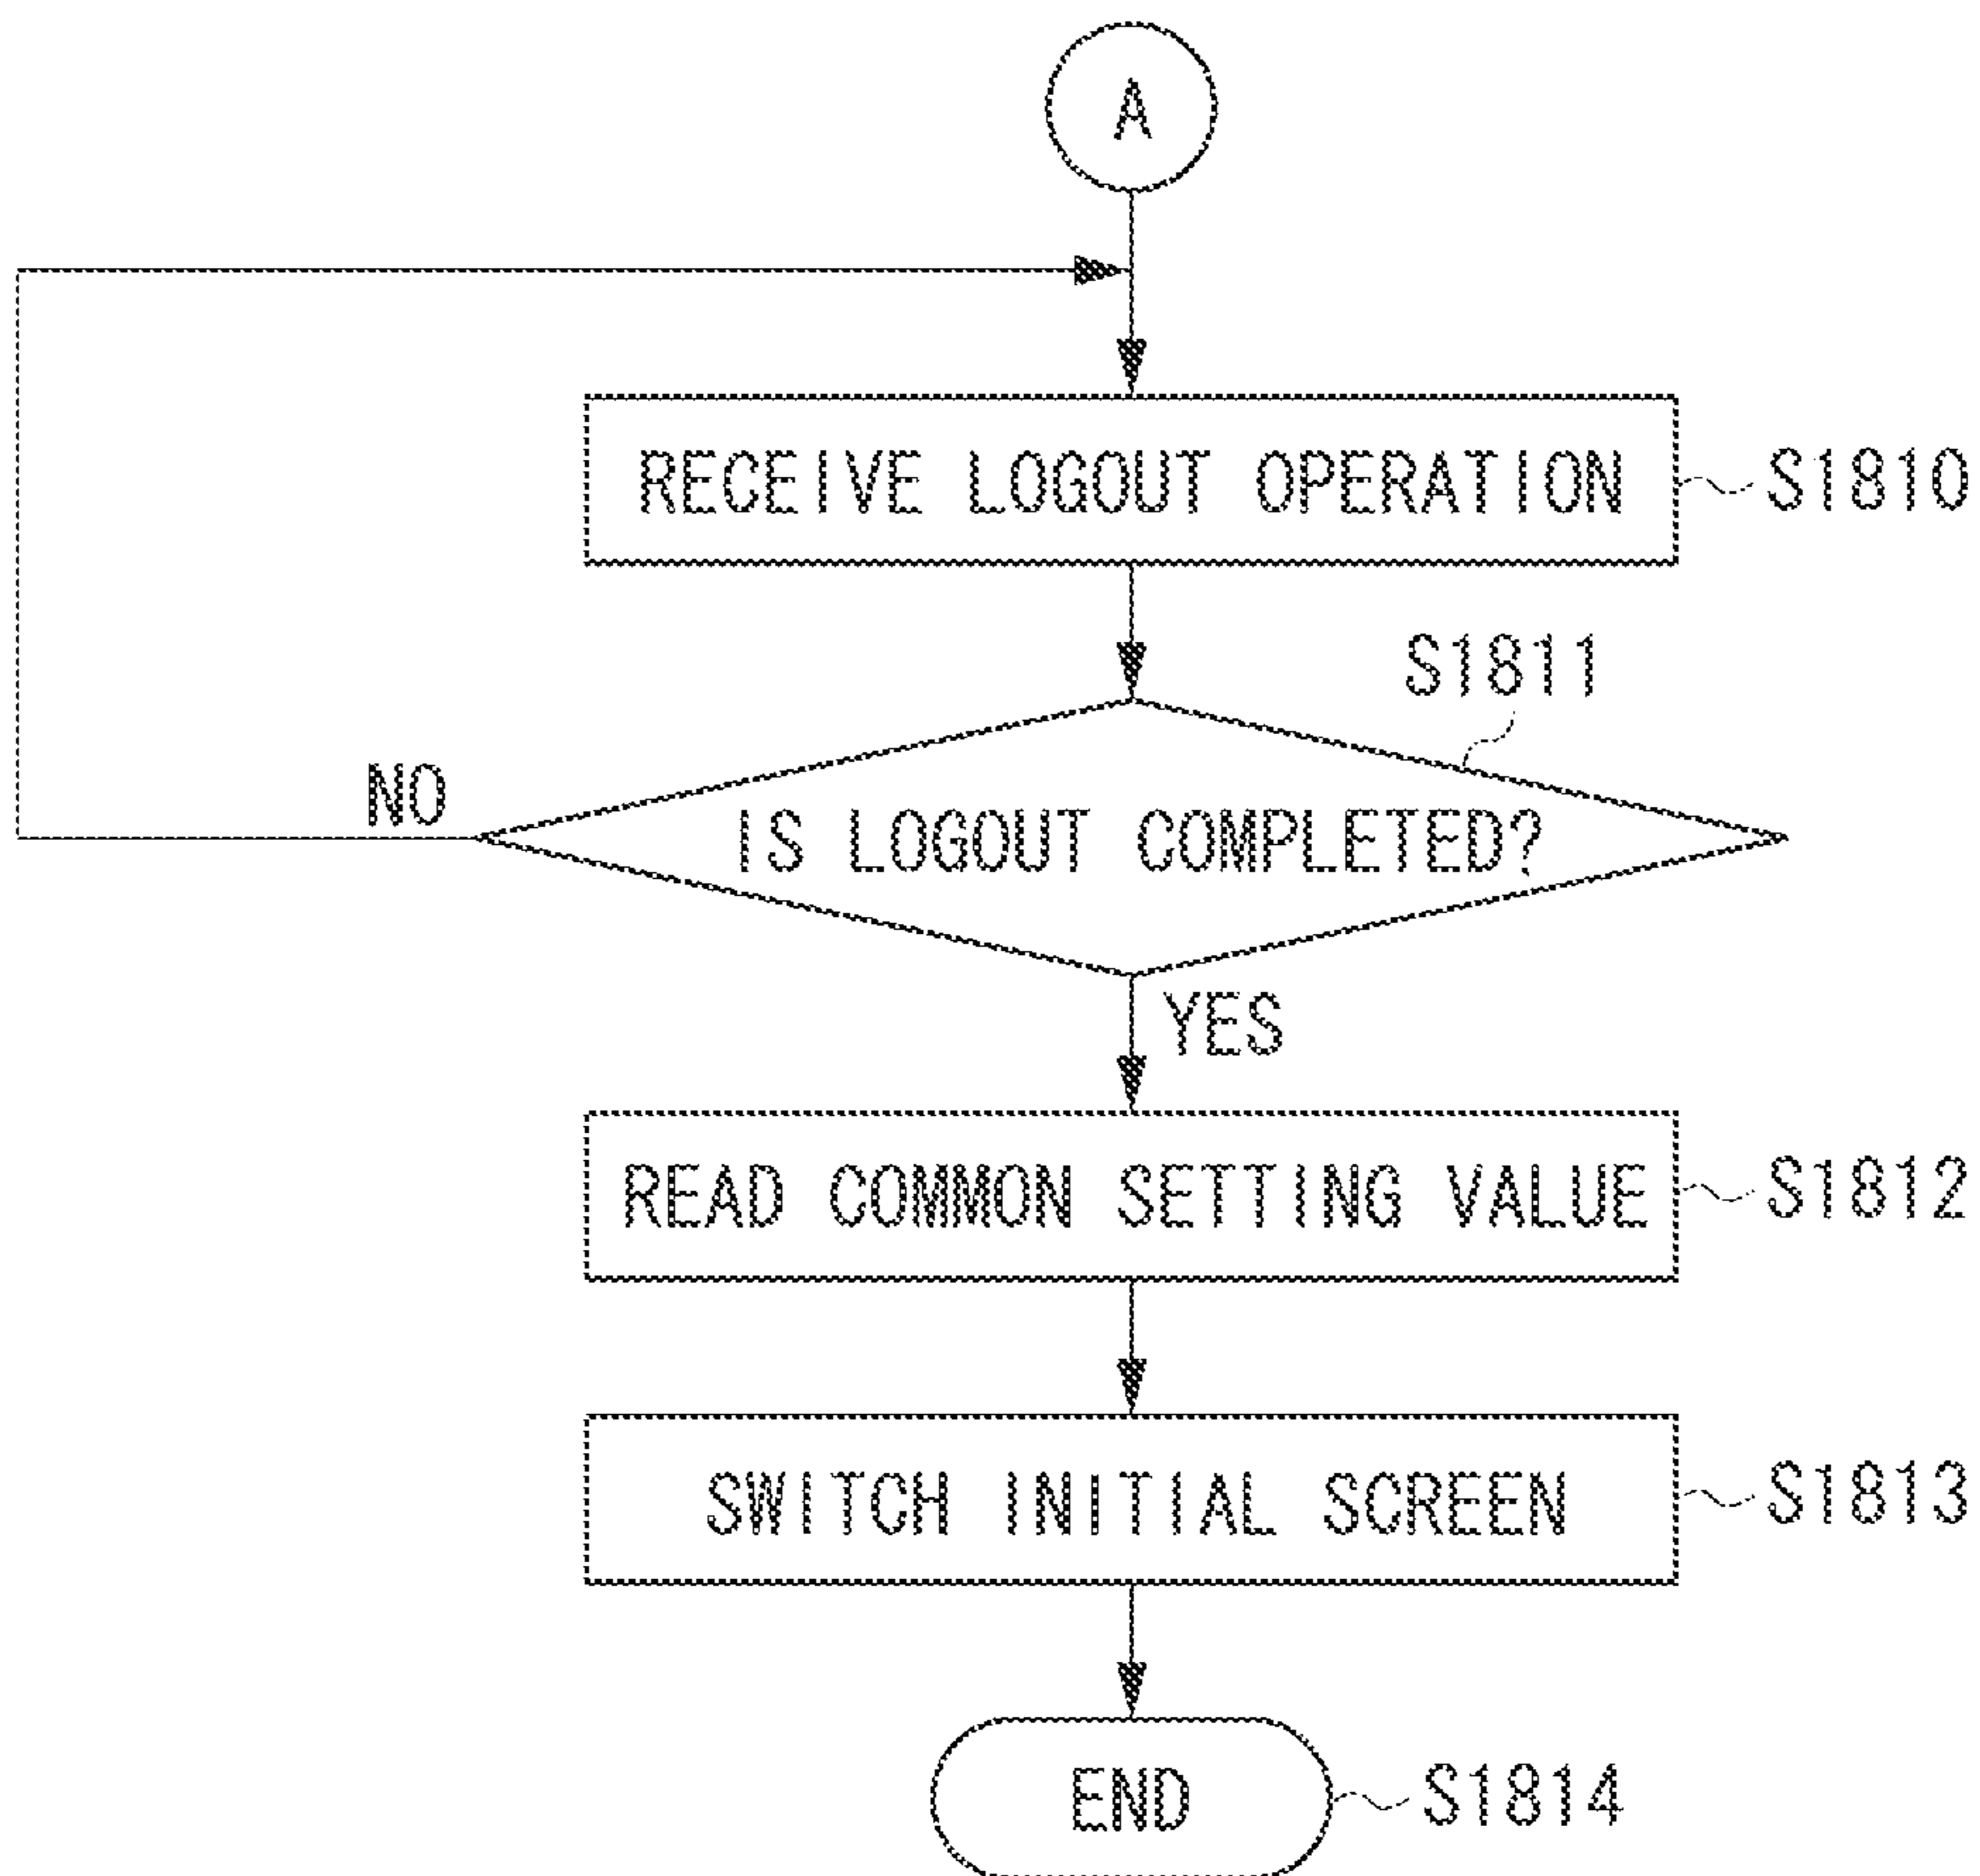 A
RECEIVE LOGOUT OPERATION
S1810
S1811
NO
IS LOGOUT COMPLETED?
YES
READ COMMON SETTING VALUE
S1812
SWITCH INITIAL SCREEN
S1813
END
S1814